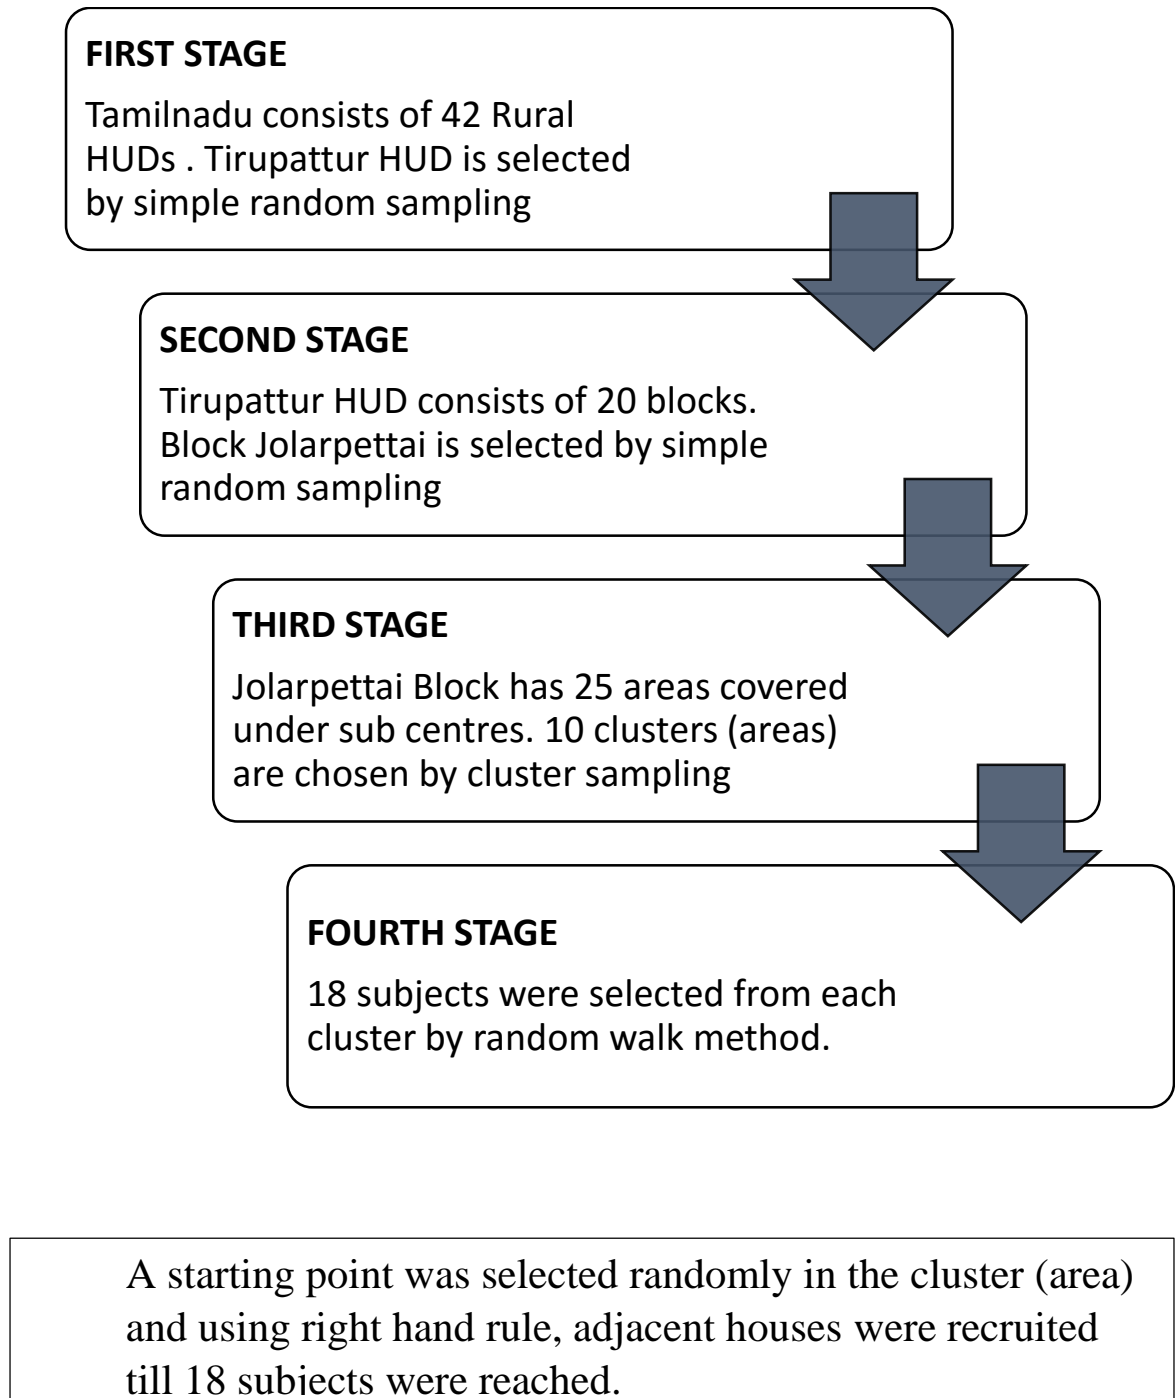 FIRST STAGE
Tamilnadu consists of 42 Rural
HUDs . Tirupattur HUD is selected
by simple random sampling
SECOND STAGE
Tirupattur HUD consists of 20 blocks.
Block Jolarpettai is selected by simple
random sampling
THIRD STAGE
Jolarpettai Block has 25 areas covered
under sub centres. 10 clusters (areas)
are chosen by cluster sampling
FOURTH STAGE
18 subjects were selected from each
cluster by random walk method.
A starting point was selected randomly in the cluster (area)
and using right hand rule, adjacent houses were recruited
till 18 subjects were reached.